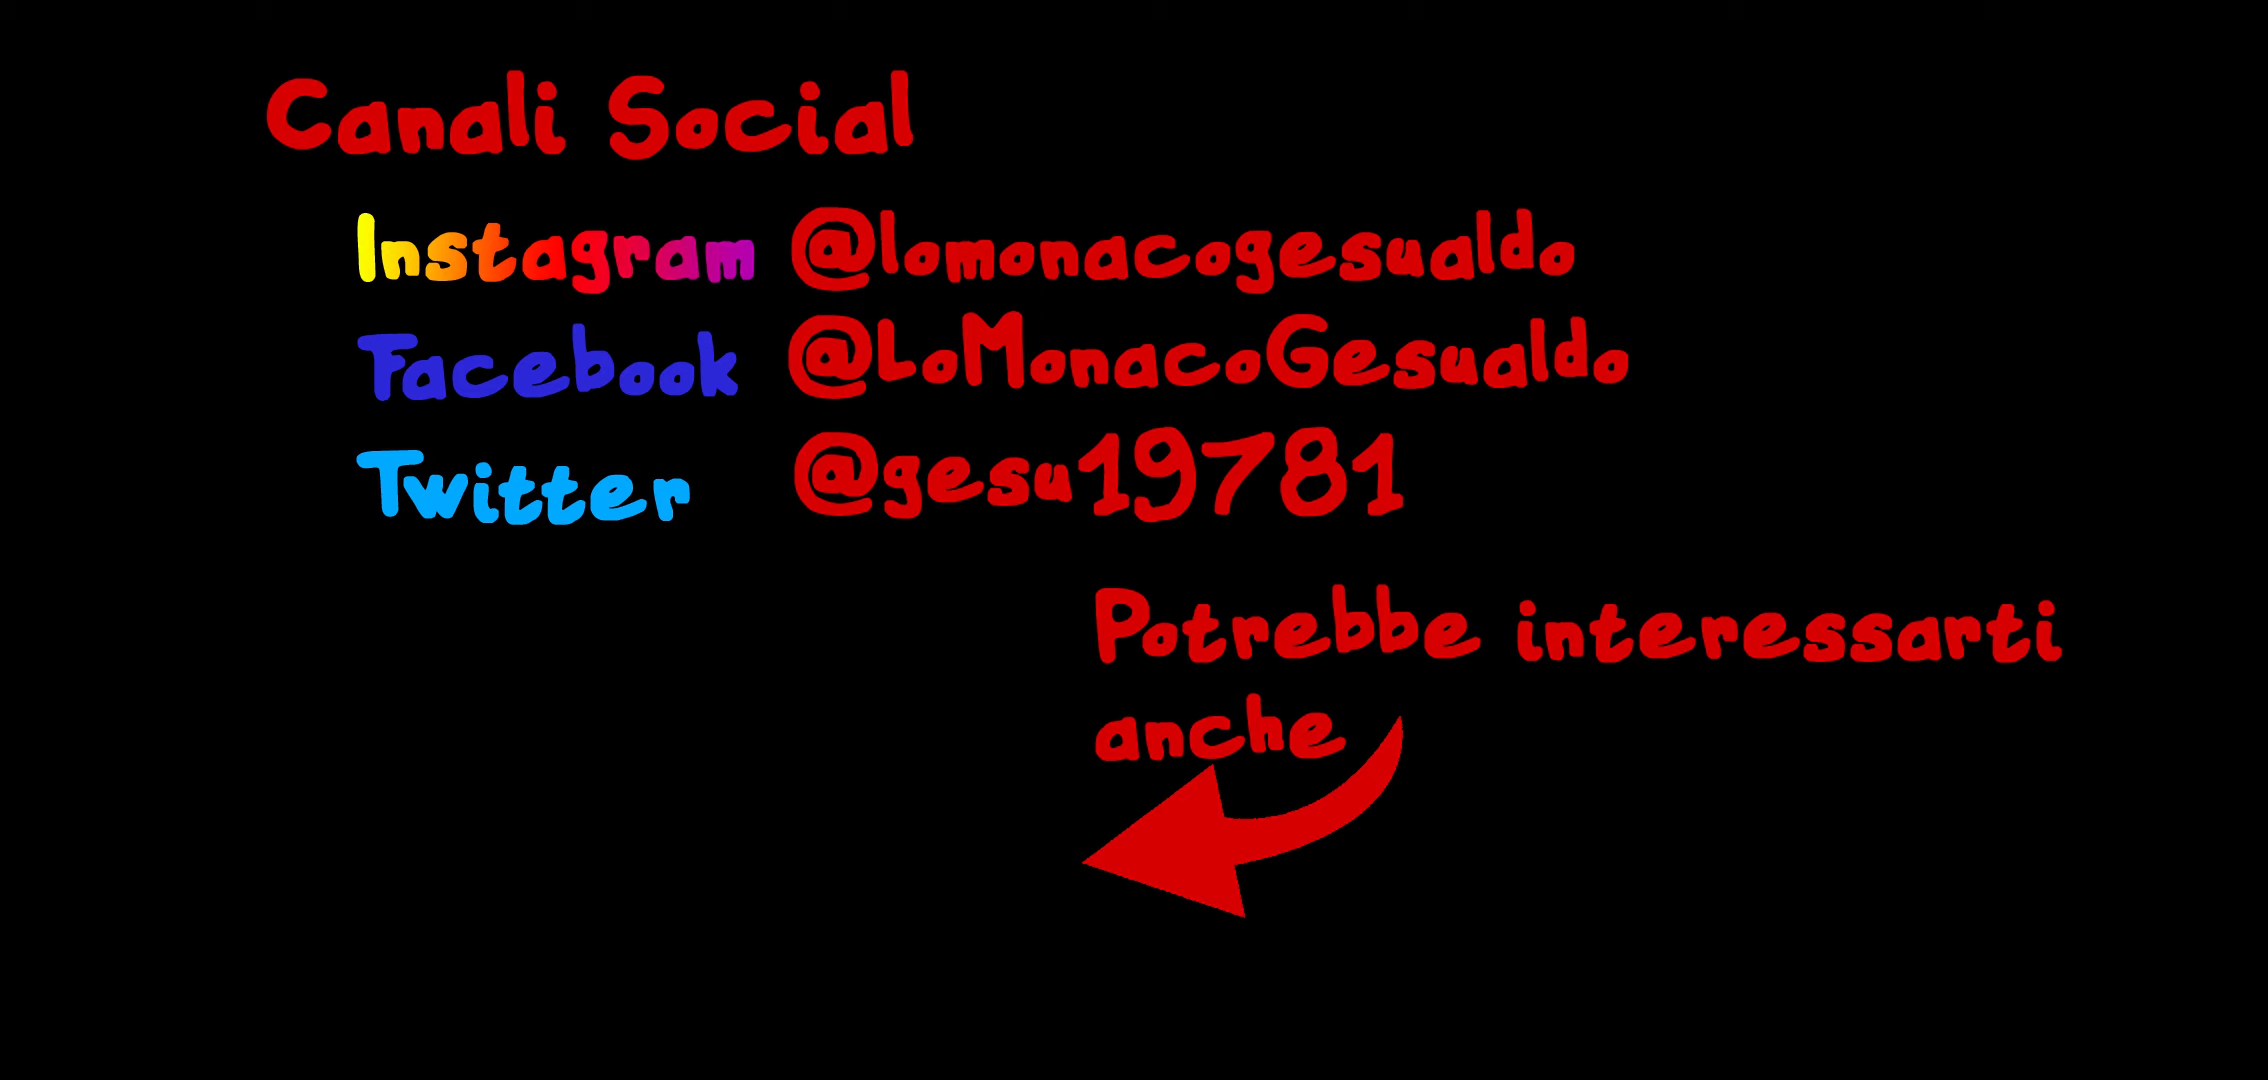 Canali Social
Instagram @lomonacogesualdo
Facebook @LoMonacoGesualdo
Twitter @gesu19781
Potrebbe interessarti
anche